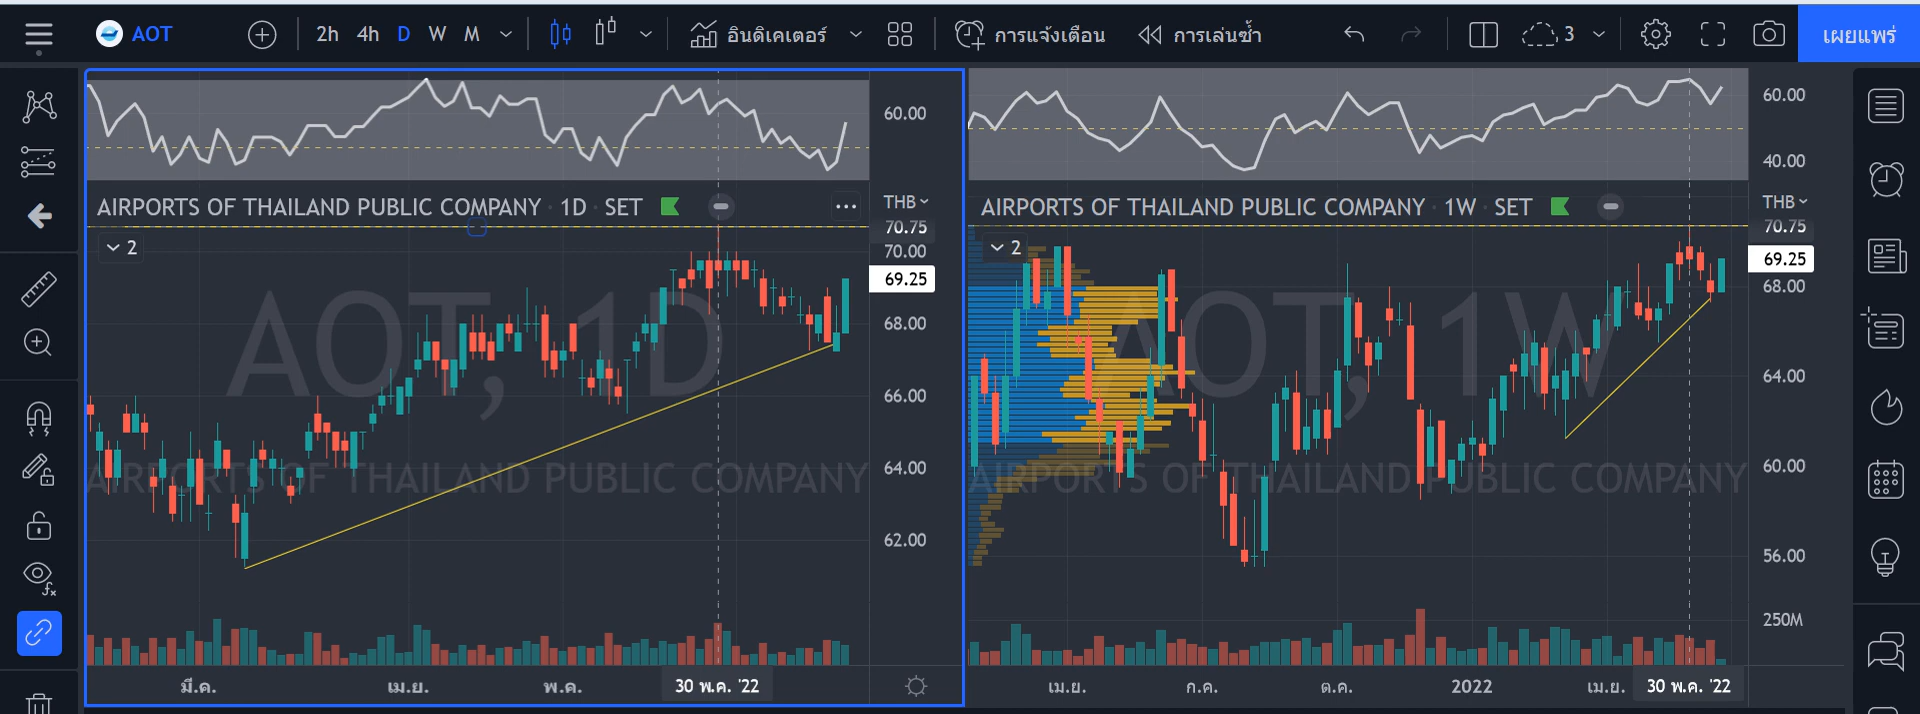 AOT 2h 4h D W M อินดิเคเตอร์ การแจ้งเตือน การเล่นซ้ำ 3 เผยแพร่
60.00
AIRPORTS OF THAILAND PUBLIC COMPANY · 1D · SET
THB
70.75
2
70.00
69.25
68.00
66.00
64.00
62.00
AOT, 1D
AIRPORTS OF THAILAND PUBLIC COMPANY
มี.ค. เม.ย. พ.ค. 30 พ.ค. '22
60.00
40.00
AIRPORTS OF THAILAND PUBLIC COMPANY · 1W · SET
THB
70.75
2
69.25
68.00
64.00
60.00
56.00
250M
AOT, 1W
AIRPORTS OF THAILAND PUBLIC COMPANY
เม.ย. ก.ค. ต.ค. 2022 เม.ย. 30 พ.ค. '22